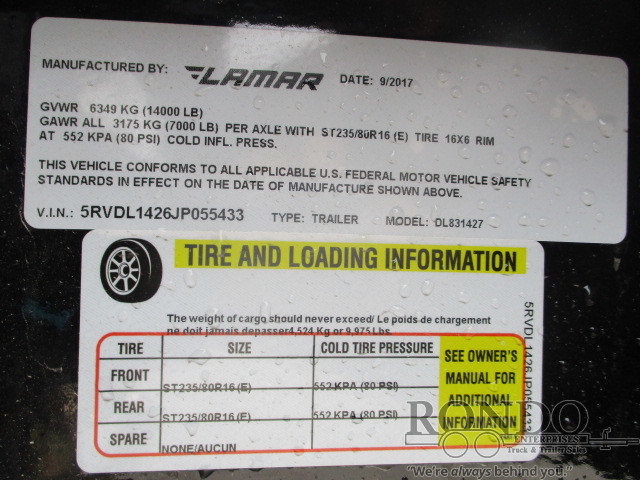 MANUFACTURED BY: LAMAR DATE: 9/2017
GVWR 6349 KG (14000 LB)
GAWR ALL 3175 KG (7000 LB) PER AXLE WITH ST235/80R16 (E) TIRE 16X6 RIM
AT 552 KPA (80 PSI) COLD INFL. PRESS.
THIS VEHICLE CONFORMS TO ALL APPLICABLE U.S. FEDERAL MOTOR VEHICLE SAFETY
STANDARDS IN EFFECT ON THE DATE OF MANUFACTURE SHOWN ABOVE.
V.I.N.: 5RVDL1426JP055433 TYPE: TRAILER MODEL: DL831427
TIRE AND LOADING INFORMATION
The weight of cargo should never exceed/ Le poids de chargement
ne doit jamais depasser4,524 Kg or 9,975 Lbs.
TIRE SIZE COLD TIRE PRESSURE
FRONT ST235/80R16 (E) 552 KPA (80 PSI)
REAR ST235/80R16 (E) 552 KPA (80 PSI)
SPARE NONE/AUCUN
SEE OWNER'S
MANUAL FOR
ADDITIONAL
INFORMATION
5RVDL1426JP055433
RONDO
ENTERPRISES
Truck & Trailer Sales
"We're always behind you."